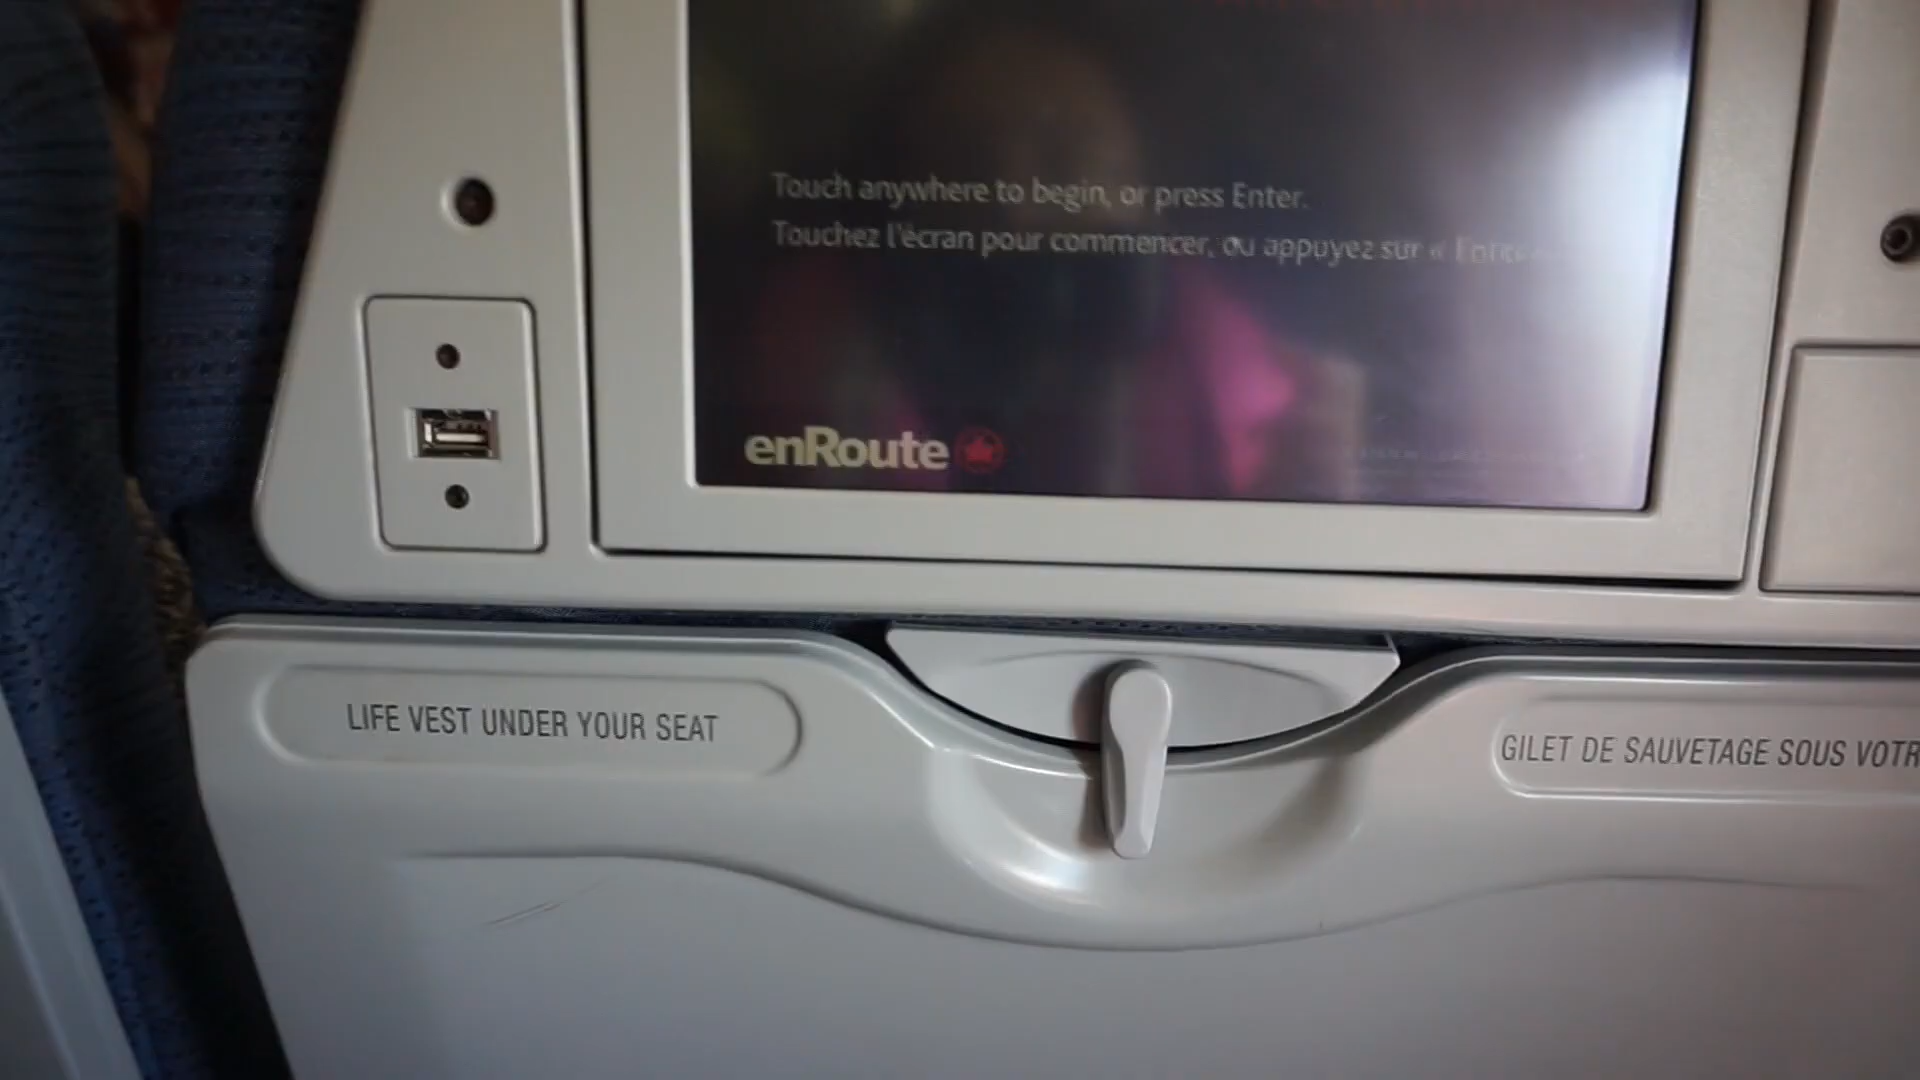 Touch anywhere to begin, or press Enter.
Touchez l'écran pour commencer, ou appuyez sur «
enRoute
LIFE VEST UNDER YOUR SEAT
GILET DE SAUVETAGE SOUS